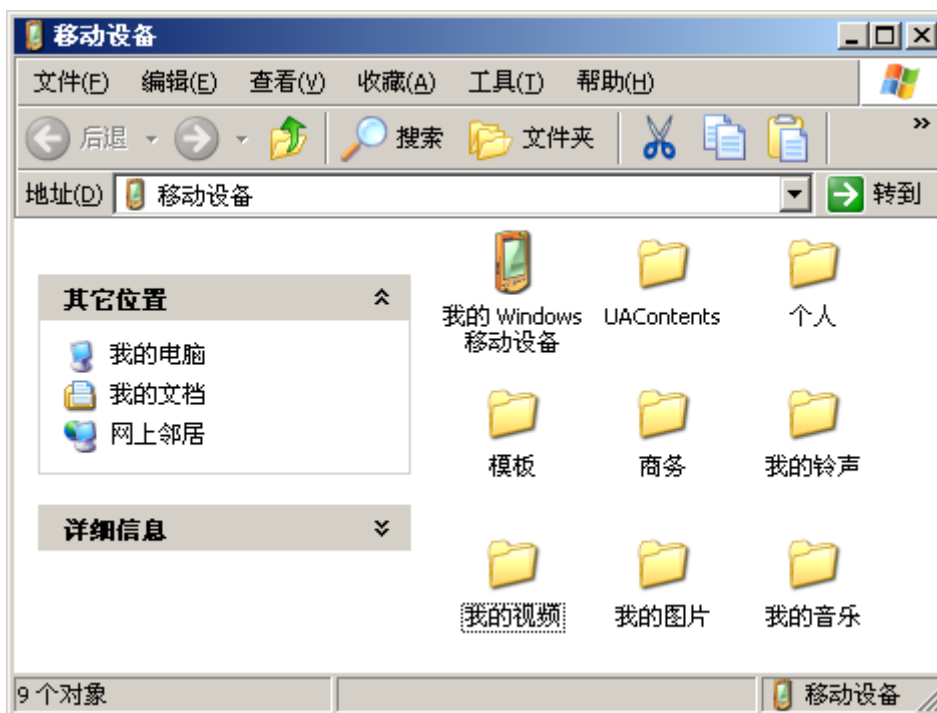 移动设备
文件(F) 编辑(E) 查看(V) 收藏(A) 工具(T) 帮助(H)
后退 搜索 文件夹 »
地址(D) 移动设备 转到
其它位置
我的电脑
我的文档
网上邻居
详细信息
我的 Windows
移动设备
UAContents
个人
模板
商务
我的铃声
我的视频
我的图片
我的音乐
9 个对象
移动设备